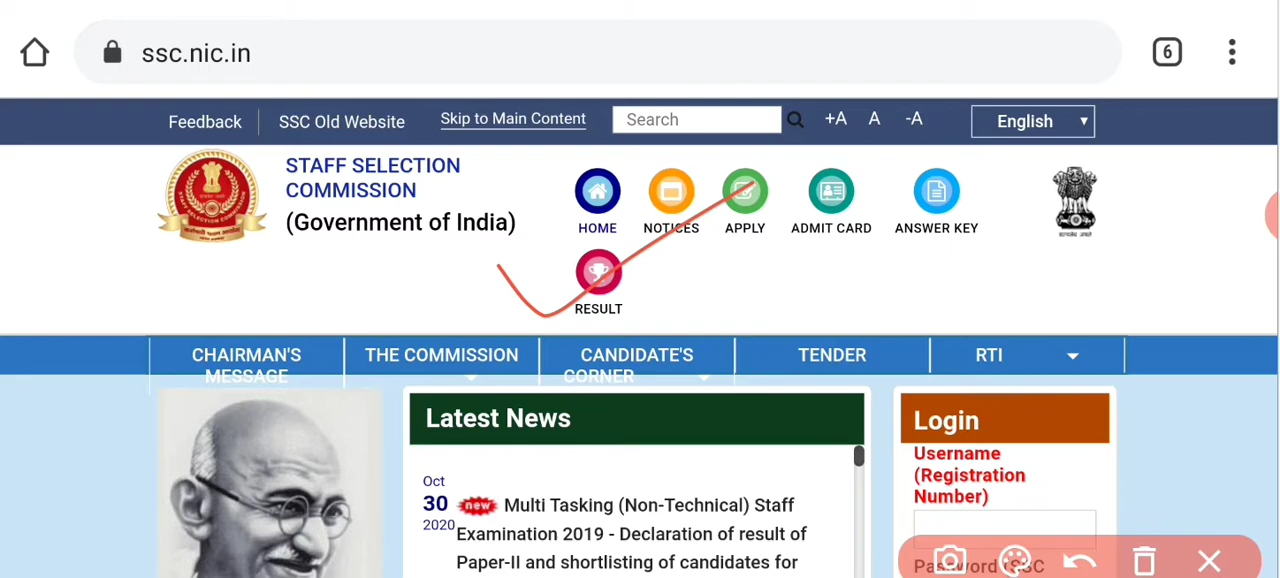 ssc.nic.in
6
Feedback
SSC Old Website
Skip to Main Content
Search
+A A -A
English
STAFF SELECTION
COMMISSION
(Government of India)
HOME
NOTICES
APPLY
ADMIT CARD
ANSWER KEY
RESULT
CHAIRMAN'S
MESSAGE
THE COMMISSION
CANDIDATE'S
CORNER
TENDER
RTI
Latest News
Oct
30
2020
new Multi Tasking (Non-Technical) Staff
Examination 2019 - Declaration of result of
Paper-II and shortlisting of candidates for
Login
Username
(Registration
Number)
Password (SSC